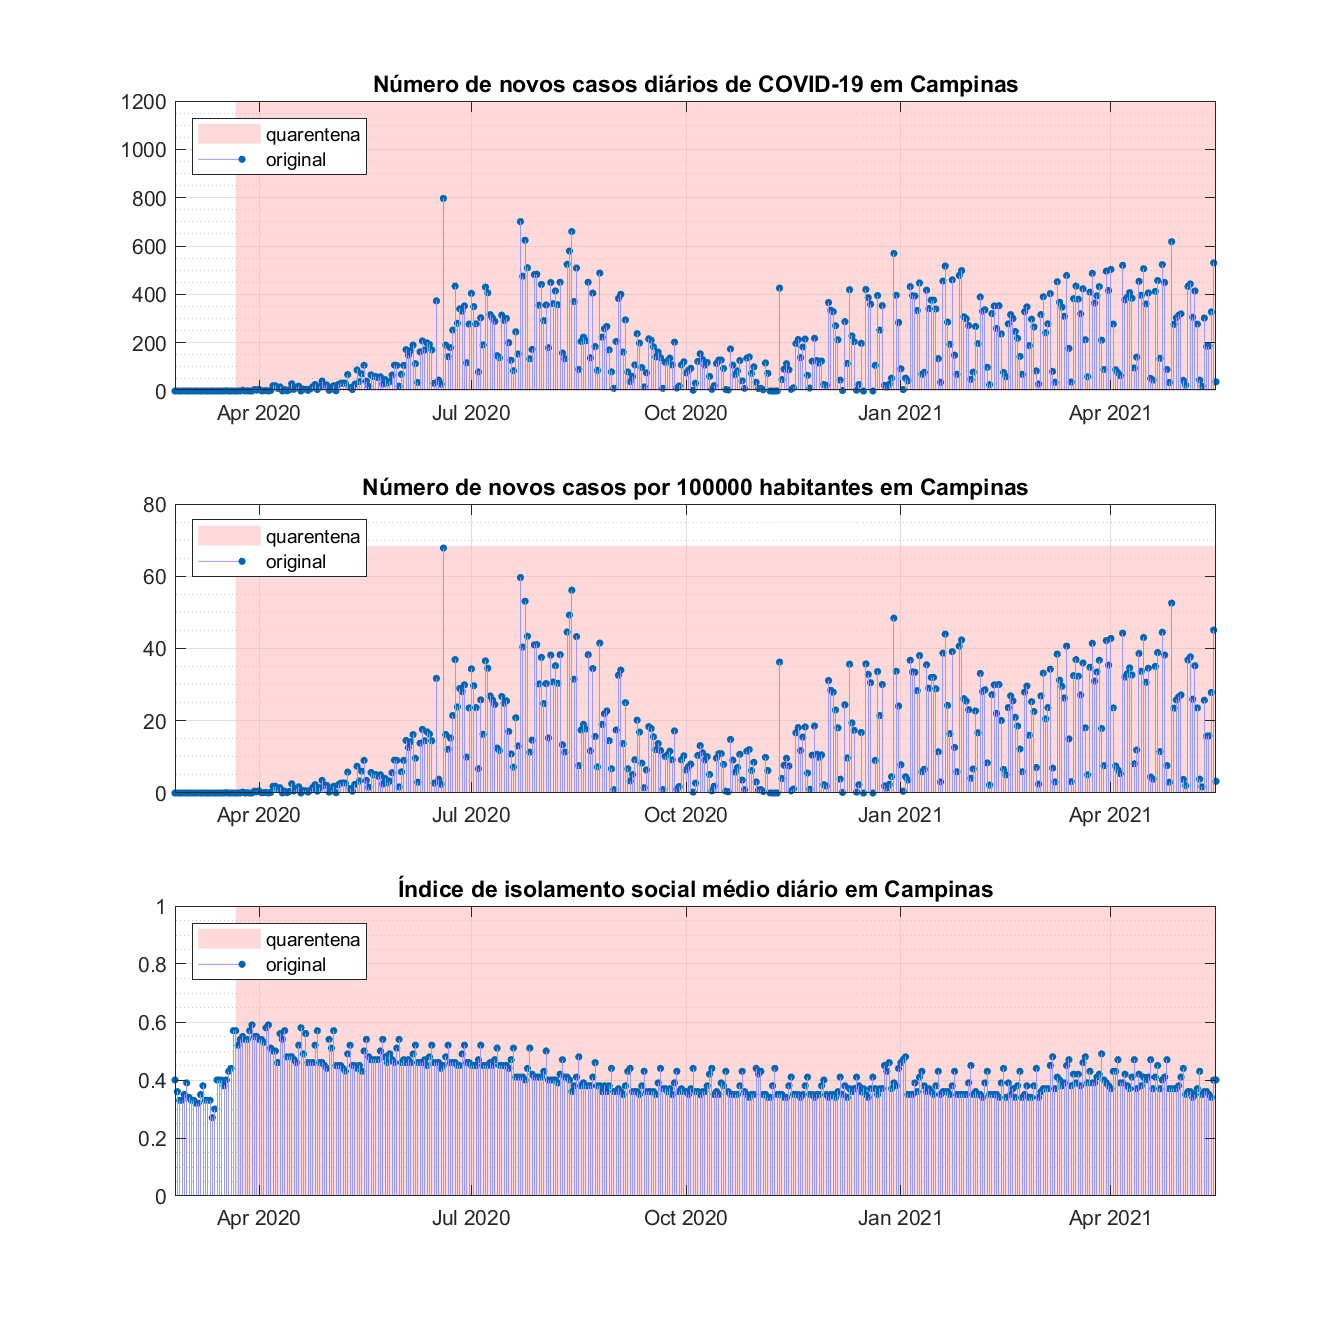 Número de novos casos diários de COVID-19 em Campinas
1200
1000
800
600
400
200
0
quarentena
original
Apr 2020
Jul 2020
Oct 2020
Jan 2021
Apr 2021
Número de novos casos por 100000 habitantes em Campinas
80
60
40
20
0
quarentena
original
Apr 2020
Jul 2020
Oct 2020
Jan 2021
Apr 2021
Índice de isolamento social médio diário em Campinas
1
0.8
0.6
0.4
0.2
0
quarentena
original
Apr 2020
Jul 2020
Oct 2020
Jan 2021
Apr 2021